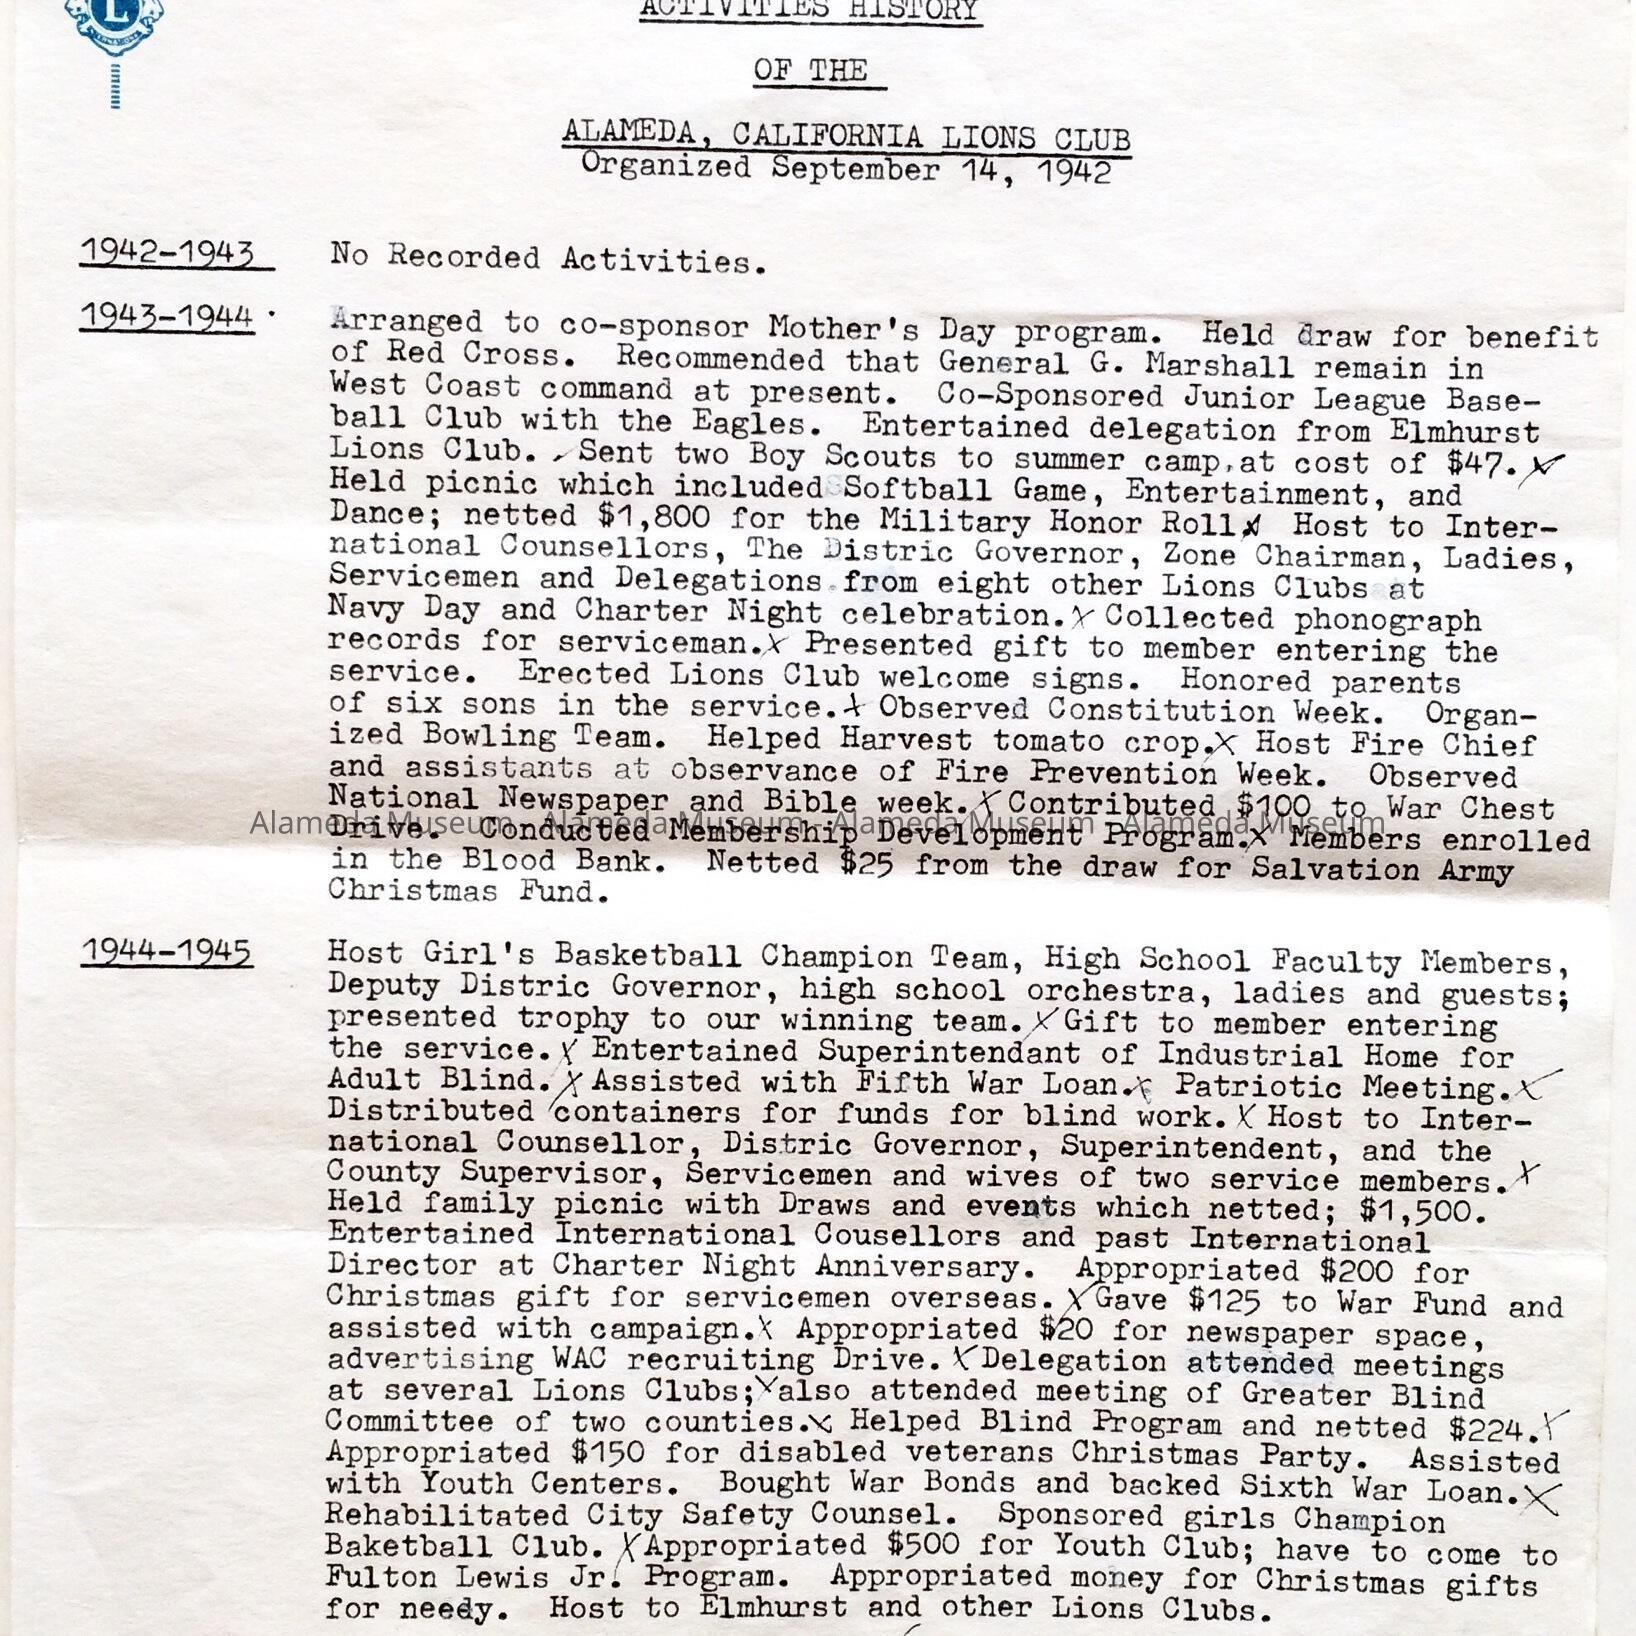 L
ACTIVITIES HISTORY
OF THE
ALAMEDA, CALIFORNIA LIONS CLUB
Organized September 14, 1942
1942-1943 No Recorded Activities.
1943-1944 Arranged to co-sponsor Mother's Day program. Held draw for benefit
of Red Cross. Recommended that General G. Marshall remain in
West Coast command at present. Co-Sponsored Junior League Base-
ball Club with the Eagles. Entertained delegation from Elmhurst
Lions Club. Sent two Boy Scouts to summer camp, at cost of $47.
Held picnic which included Softball Game, Entertainment, and
Dance; netted $1,800 for the Military Honor Roll. Host to Inter-
national Counsellors, The Distric Governor, Zone Chairman, Ladies,
Servicemen and Delegations from eight other Lions Clubs at
Navy Day and Charter Night celebration. Collected phonograph
records for serviceman. Presented gift to member entering the
service. Erected Lions Club welcome signs. Honored parents
of six sons in the service. Observed Constitution Week. Organ-
ized Bowling Team. Helped Harvest tomato crop. Host Fire Chief
and assistants at observance of Fire Prevention Week. Observed
National Newspaper and Bible week. Contributed $100 to War Chest
Alameda Museum - Alameda Museum - Alameda Museum - Alameda Museum
Drive. Conducted Membership Development Program. Members enrolled
in the Blood Bank. Netted $25 from the draw for Salvation Army
Christmas Fund.
1944-1945 Host Girl's Basketball Champion Team, High School Faculty Members,
Deputy Distric Governor, high school orchestra, ladies and guests;
presented trophy to our winning team. Gift to member entering
the service. Entertained Superintendant of Industrial Home for
Adult Blind. Assisted with Fifth War Loan. Patriotic Meeting.
Distributed containers for funds for blind work. Host to Inter-
national Counsellor, Distric Governor, Superintendent, and the
County Supervisor, Servicemen and wives of two service members.
Held family picnic with Draws and events which netted; $1,500.
Entertained International Cousellors and past International
Director at Charter Night Anniversary. Appropriated $200 for
Christmas gift for servicemen overseas. Gave $125 to War Fund and
assisted with campaign. Appropriated $20 for newspaper space,
advertising WAC recruiting Drive. Delegation attended meetings
at several Lions Clubs; also attended meeting of Greater Blind
Committee of two counties. Helped Blind Program and netted $224.
Appropriated $150 for disabled veterans Christmas Party. Assisted
with Youth Centers. Bought War Bonds and backed Sixth War Loan.
Rehabilitated City Safety Counsel. Sponsored girls Champion
Baketball Club. Appropriated $500 for Youth Club; have to come to
Fulton Lewis Jr. Program. Appropriated money for Christmas gifts
for needy. Host to Elmhurst and other Lions Clubs.